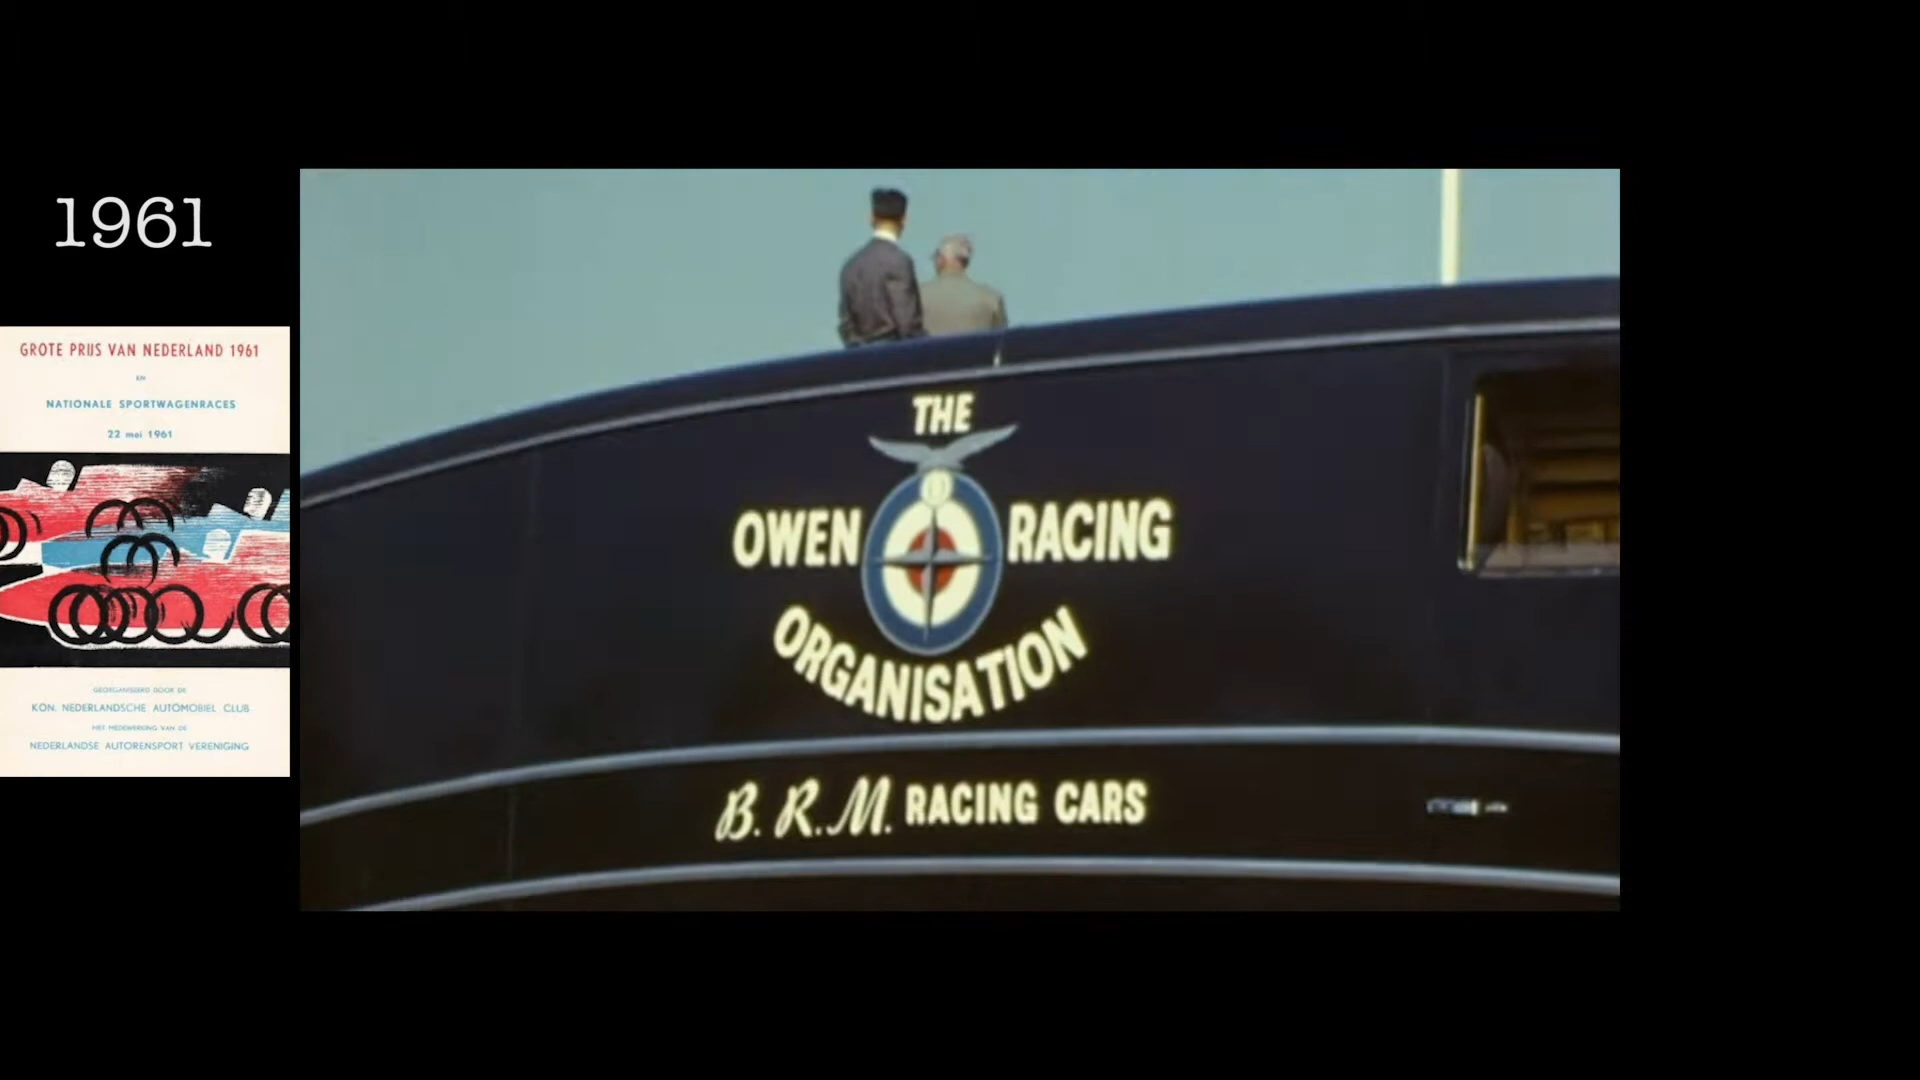 1961
GROTE PRIJS VAN NEDERLAND 1961
EN
NATIONALE SPORTWAGENRACES
22 mei 1961
GEORGANISEERD DOOR DE
KON. NEDERLANDSCHE AUTOMOBIEL CLUB
MET MEDEWERKING VAN DE
NEDERLANDSE AUTORENSPORT VERENIGING
THE
OWEN RACING
ORGANISATION
B.R.M. RACING CARS